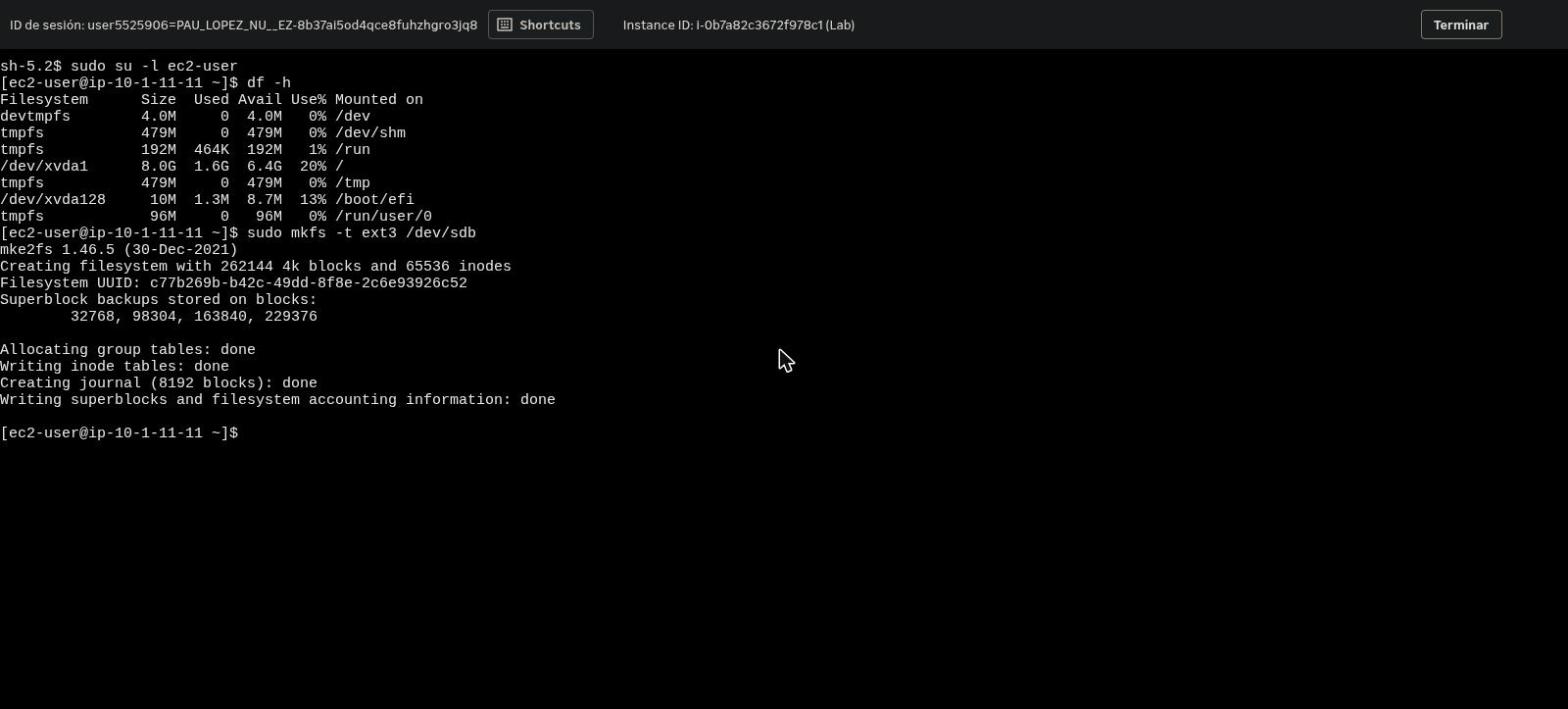 ID de sesión: user5525906=PAU_LOPEZ_NU__EZ-8b37ai5od4qce8fuhzhgro3jq8 Shortcuts Instance ID: i-0b7a82c3672f978c1 (Lab) Terminar
sh-5.2$ sudo su -l ec2-user
[ec2-user@ip-10-1-11-11 ~]$ df -h
Filesystem      Size  Used Avail Use% Mounted on
devtmpfs        4.0M     0  4.0M   0% /dev
tmpfs           479M     0  479M   0% /dev/shm
tmpfs           192M  464K  192M   1% /run
/dev/xvda1      8.0G  1.6G  6.4G  20% /
tmpfs           479M     0  479M   0% /tmp
/dev/xvda128     10M  1.3M  8.7M  13% /boot/efi
tmpfs            96M     0   96M   0% /run/user/0
[ec2-user@ip-10-1-11-11 ~]$ sudo mkfs -t ext3 /dev/sdb
mke2fs 1.46.5 (30-Dec-2021)
Creating filesystem with 262144 4k blocks and 65536 inodes
Filesystem UUID: c77b269b-b42c-49dd-8f8e-2c6e93926c52
Superblock backups stored on blocks:
        32768, 98304, 163840, 229376
Allocating group tables: done
Writing inode tables: done
Creating journal (8192 blocks): done
Writing superblocks and filesystem accounting information: done
[ec2-user@ip-10-1-11-11 ~]$